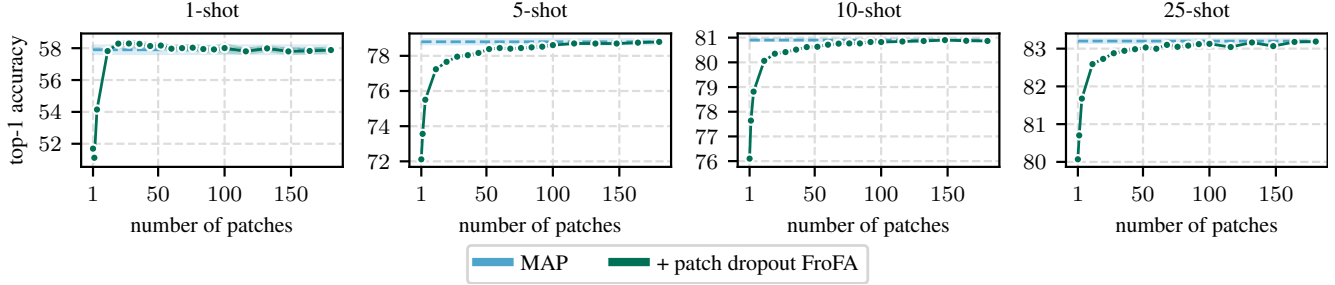 1-shot
5-shot
10-shot
25-shot
top-1 accuracy
58
56
54
52
78
76
74
72
81
80
79
78
77
76
83
82
81
80
1 50 100 150
1 50 100 150
1 50 100 150
1 50 100 150
number of patches
number of patches
number of patches
number of patches
MAP
+ patch dropout FroFA